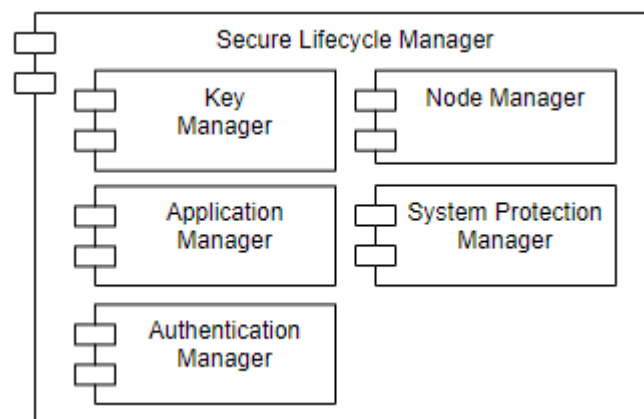 Secure Lifecycle Manager
Key
Manager
Node Manager
Application
Manager
System Protection
Manager
Authentication
Manager